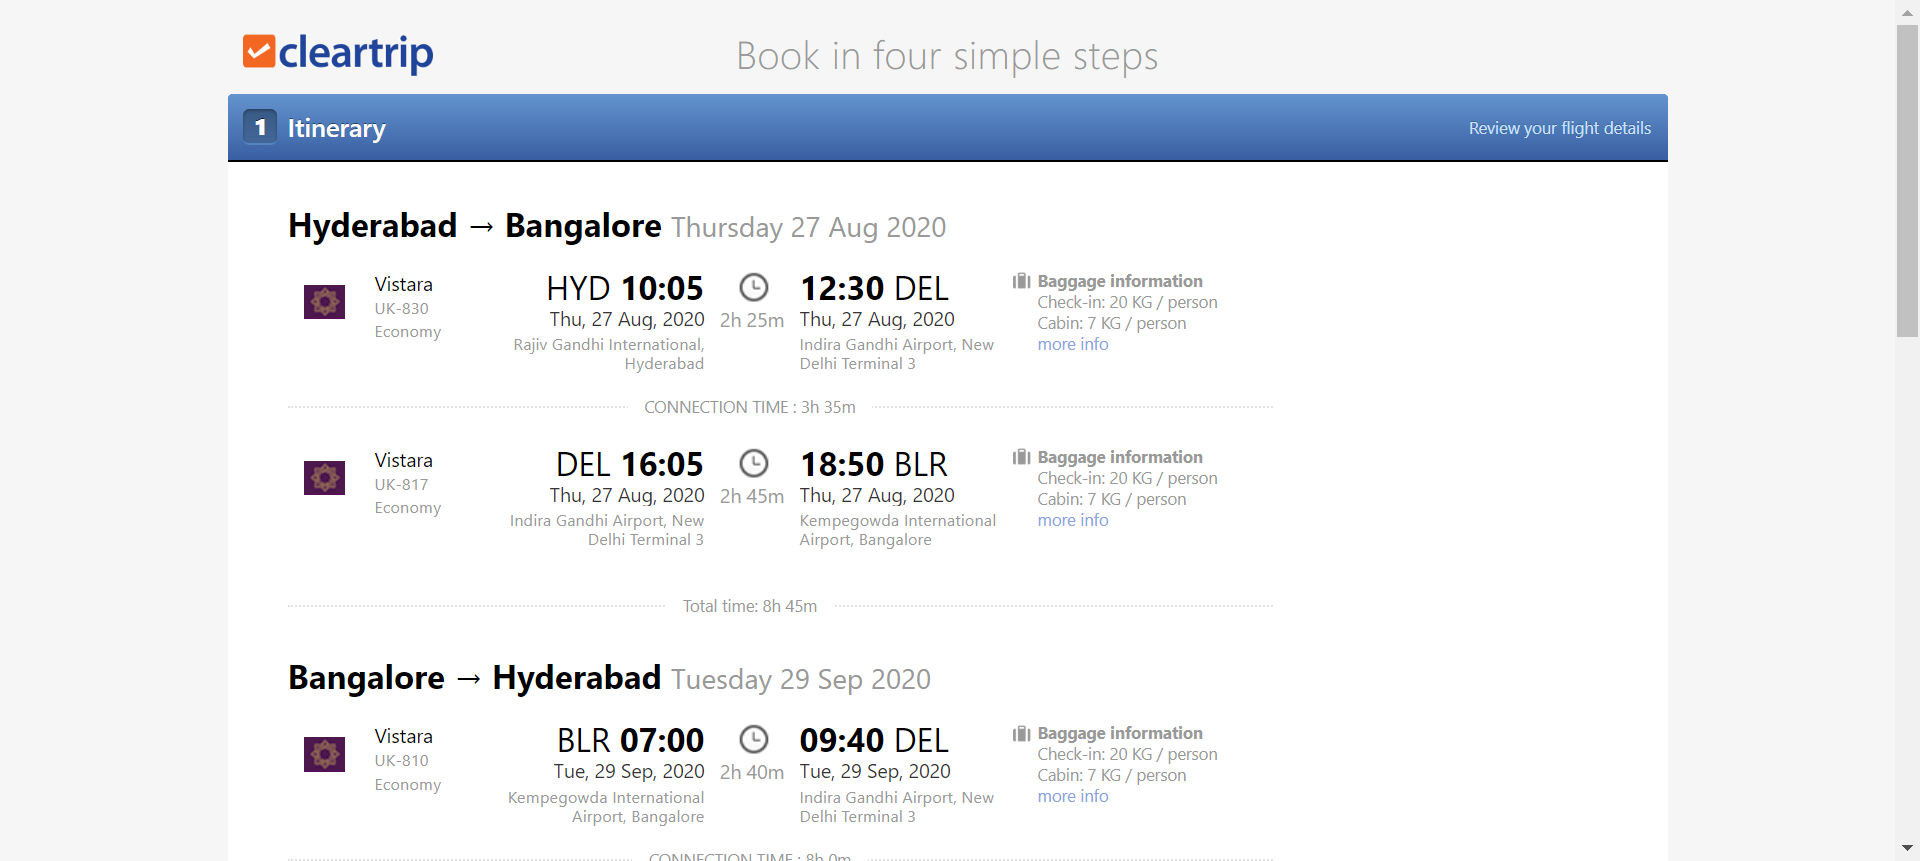 cleartrip
Book in four simple steps
1 Itinerary
Review your flight details
Hyderabad → Bangalore Thursday 27 Aug 2020
Vistara
UK-830
Economy
HYD 10:05
Thu, 27 Aug, 2020
Rajiv Gandhi International,
Hyderabad
2h 25m
12:30 DEL
Thu, 27 Aug, 2020
Indira Gandhi Airport, New
Delhi Terminal 3
Baggage information
Check-in: 20 KG / person
Cabin: 7 KG / person
more info
CONNECTION TIME : 3h 35m
Vistara
UK-817
Economy
DEL 16:05
Thu, 27 Aug, 2020
Indira Gandhi Airport, New
Delhi Terminal 3
2h 45m
18:50 BLR
Thu, 27 Aug, 2020
Kempegowda International
Airport, Bangalore
Baggage information
Check-in: 20 KG / person
Cabin: 7 KG / person
more info
Total time: 8h 45m
Bangalore → Hyderabad Tuesday 29 Sep 2020
Vistara
UK-810
Economy
BLR 07:00
Tue, 29 Sep, 2020
Kempegowda International
Airport, Bangalore
2h 40m
09:40 DEL
Tue, 29 Sep, 2020
Indira Gandhi Airport, New
Delhi Terminal 3
Baggage information
Check-in: 20 KG / person
Cabin: 7 KG / person
more info
CONNECTION TIME : 8h 0m